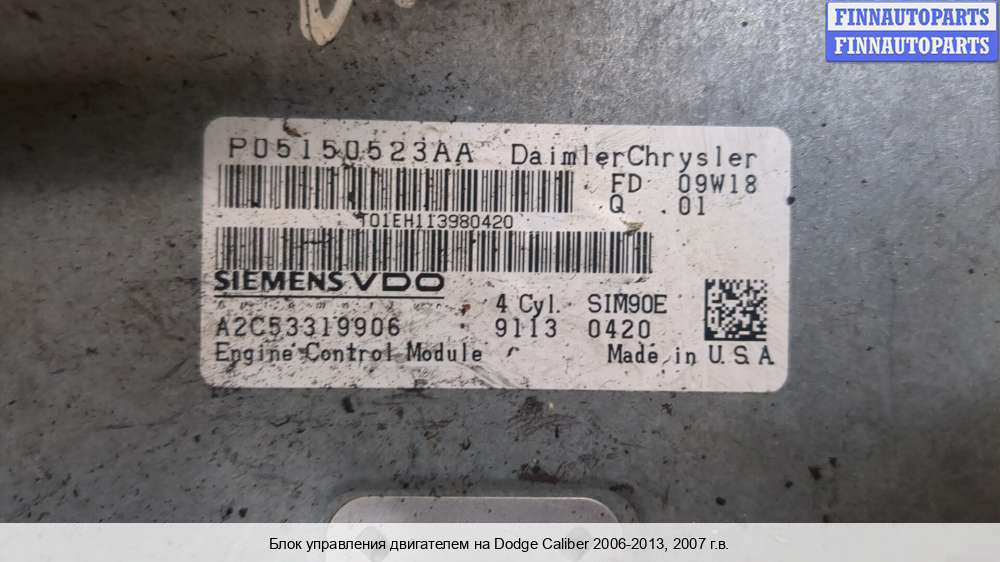 FINNAUTOPARTS
FINNAUTOPARTS
P05150523AA DaimlerChrysler
FD 09W18
Q .01
T01EH113980420
SIEMENS VDO
4 Cyl. SIM90E
A2C53319906 9113 0420
Engine Control Module Made in U.S.A
Блок управления двигателем на Dodge Caliber 2006-2013, 2007 г.в.